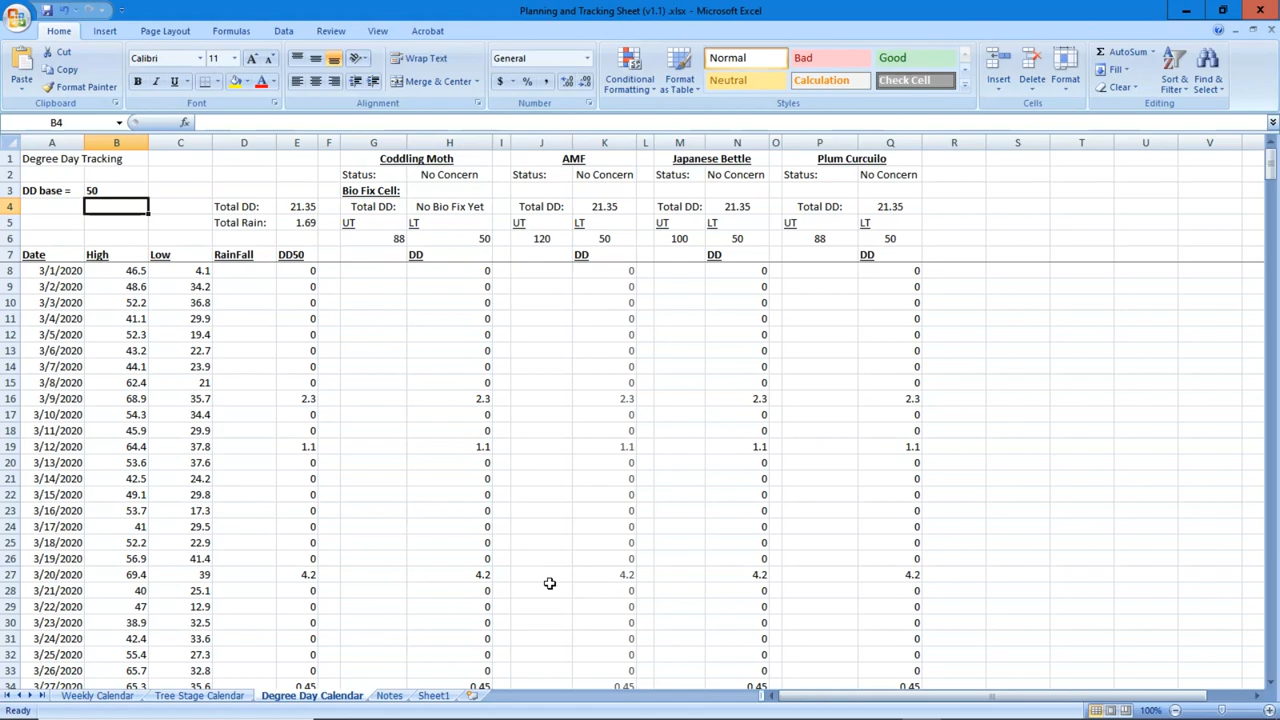 Planning and Tracking Sheet (v1.1) .xlsx - Microsoft Excel
Home Insert Page Layout Formulas Data Review View Acrobat
Paste
Cut
Copy
Format Painter
Clipboard
Calibri 11
B I U
Font
Wrap Text
Merge & Center
Alignment
General
$ % ,
Number
Conditional Formatting
Format as Table
Normal Bad Good
Neutral Calculation Check Cell
Styles
Insert Delete Format
Cells
AutoSum
Fill
Clear
Sort & Filter
Find & Select
Editing
B4 fx
A B C D E F G H I J K L M N O P Q R S T U V
1 Degree Day Tracking Coddling Moth AMF Japanese Bettle Plum Curcuilo
2 Status: No Concern Status: No Concern Status: No Concern Status: No Concern
3 DD base = 50 Bio Fix Cell:
4 Total DD: 21.35 Total DD: No Bio Fix Yet Total DD: 21.35 Total DD: 21.35 Total DD: 21.35
5 Total Rain: 1.69 UT LT UT LT UT LT UT LT
6 88 50 120 50 100 50 88 50
7 Date High Low RainFall DD50 DD DD DD DD
8 3/1/2020 46.5 4.1 0 0 0 0 0
9 3/2/2020 48.6 34.2 0 0 0 0 0
10 3/3/2020 52.2 36.8 0 0 0 0 0
11 3/4/2020 41.1 29.9 0 0 0 0 0
12 3/5/2020 52.3 19.4 0 0 0 0 0
13 3/6/2020 43.2 22.7 0 0 0 0 0
14 3/7/2020 44.1 23.9 0 0 0 0 0
15 3/8/2020 62.4 21 0 0 0 0 0
16 3/9/2020 68.9 35.7 2.3 2.3 2.3 2.3 2.3
17 3/10/2020 54.3 34.4 0 0 0 0 0
18 3/11/2020 45.9 29.9 0 0 0 0 0
19 3/12/2020 64.4 37.8 1.1 1.1 1.1 1.1 1.1
20 3/13/2020 53.6 37.6 0 0 0 0 0
21 3/14/2020 42.5 24.2 0 0 0 0 0
22 3/15/2020 49.1 29.8 0 0 0 0 0
23 3/16/2020 53.7 17.3 0 0 0 0 0
24 3/17/2020 41 29.5 0 0 0 0 0
25 3/18/2020 52.2 22.9 0 0 0 0 0
26 3/19/2020 56.9 41.4 0 0 0 0 0
27 3/20/2020 69.4 39 4.2 4.2 4.2 4.2 4.2
28 3/21/2020 40 25.1 0 0 0 0 0
29 3/22/2020 47 12.9 0 0 0 0 0
30 3/23/2020 38.9 32.5 0 0 0 0 0
31 3/24/2020 42.4 33.6 0 0 0 0 0
32 3/25/2020 55.4 27.3 0 0 0 0 0
33 3/26/2020 65.7 32.8 0 0 0 0 0
34 3/27/2020 65.3 35.6 0.45 0.45 0.45 0.45 0.45
Weekly Calendar Tree Stage Calendar Degree Day Calendar Notes Sheet1
Ready 100%